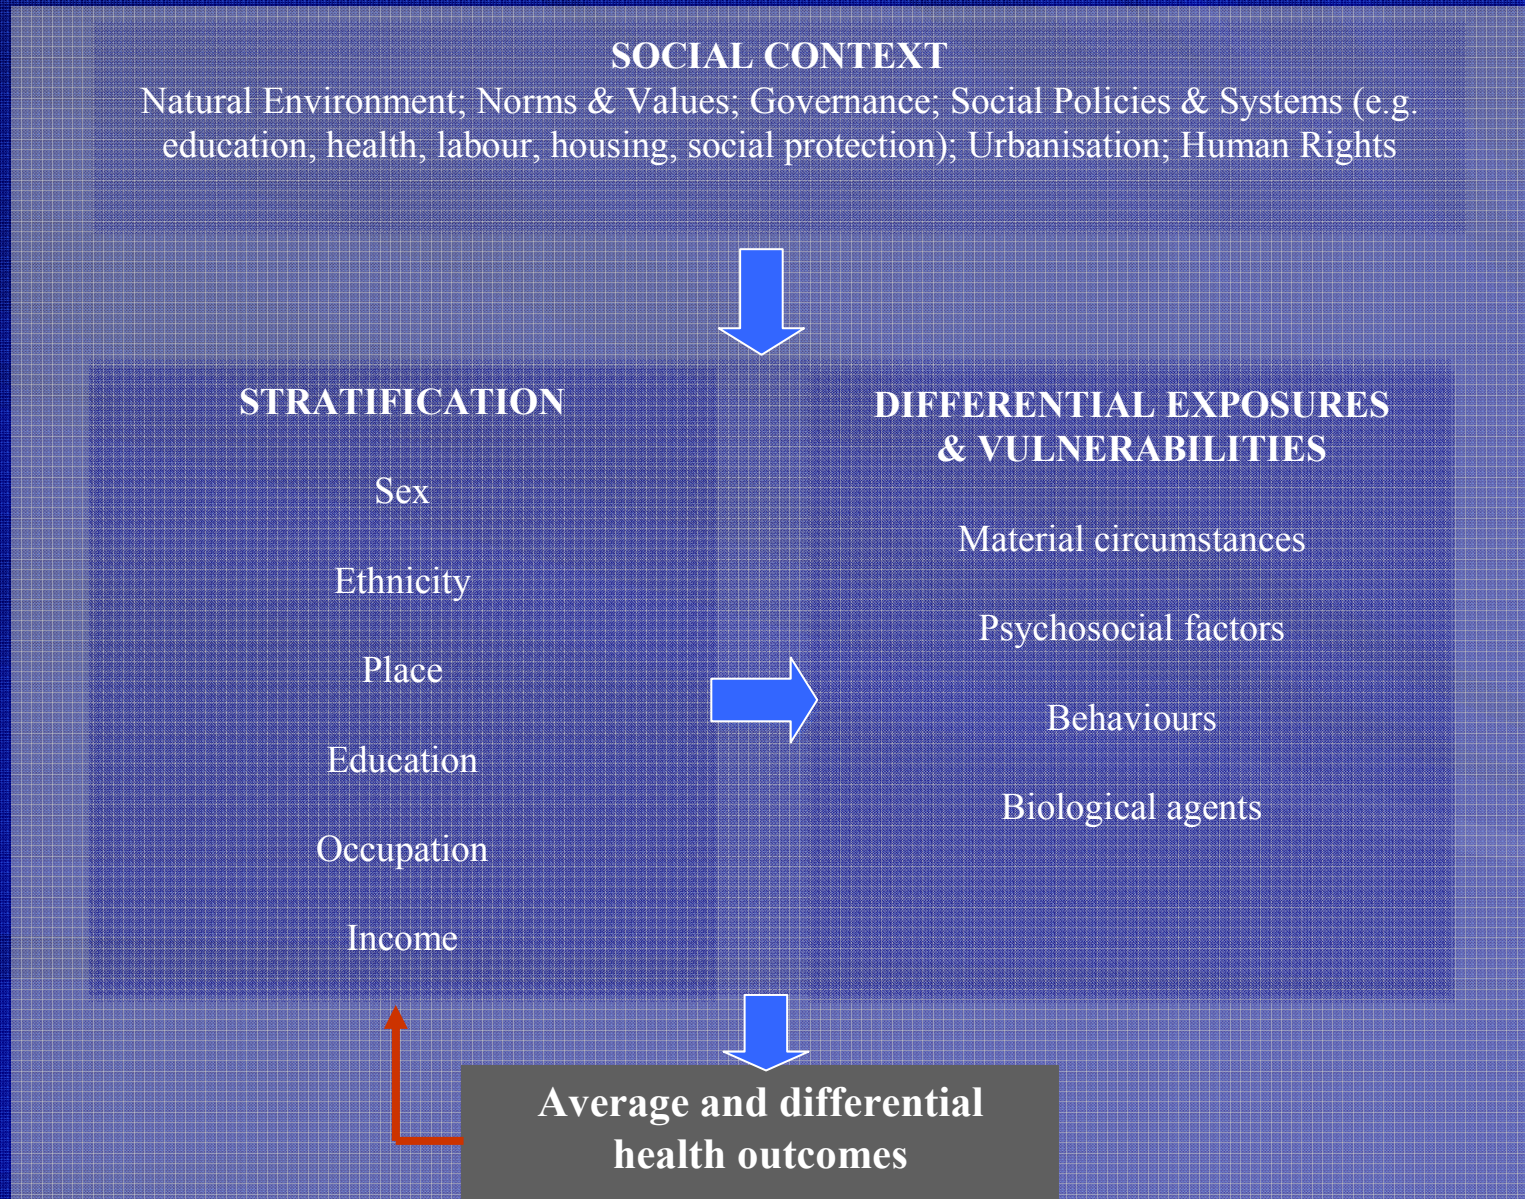 SOCIAL CONTEXT
Natural Environment; Norms & Values; Governance; Social Policies & Systems (e.g.
education, health, labour, housing, social protection); Urbanisation; Human Rights
STRATIFICATION
Sex
Ethnicity
Place
Education
Occupation
Income
DIFFERENTIAL EXPOSURES
& VULNERABILITIES
Material circumstances
Psychosocial factors
Behaviours
Biological agents
Average and differential
health outcomes